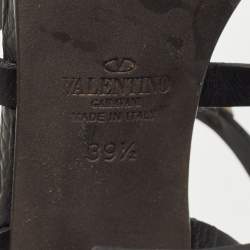 VALENTINO
GARAVANI
MADE IN ITALY
39½